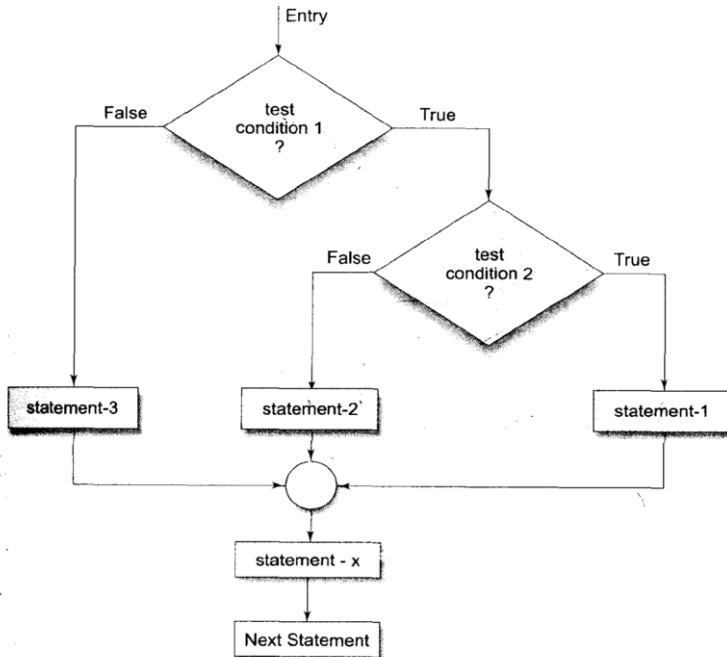 Entry
test
condition 1
?
False
True
test
condition 2
?
False
True
statement-3
statement-2
statement-1
statement - x
Next Statement